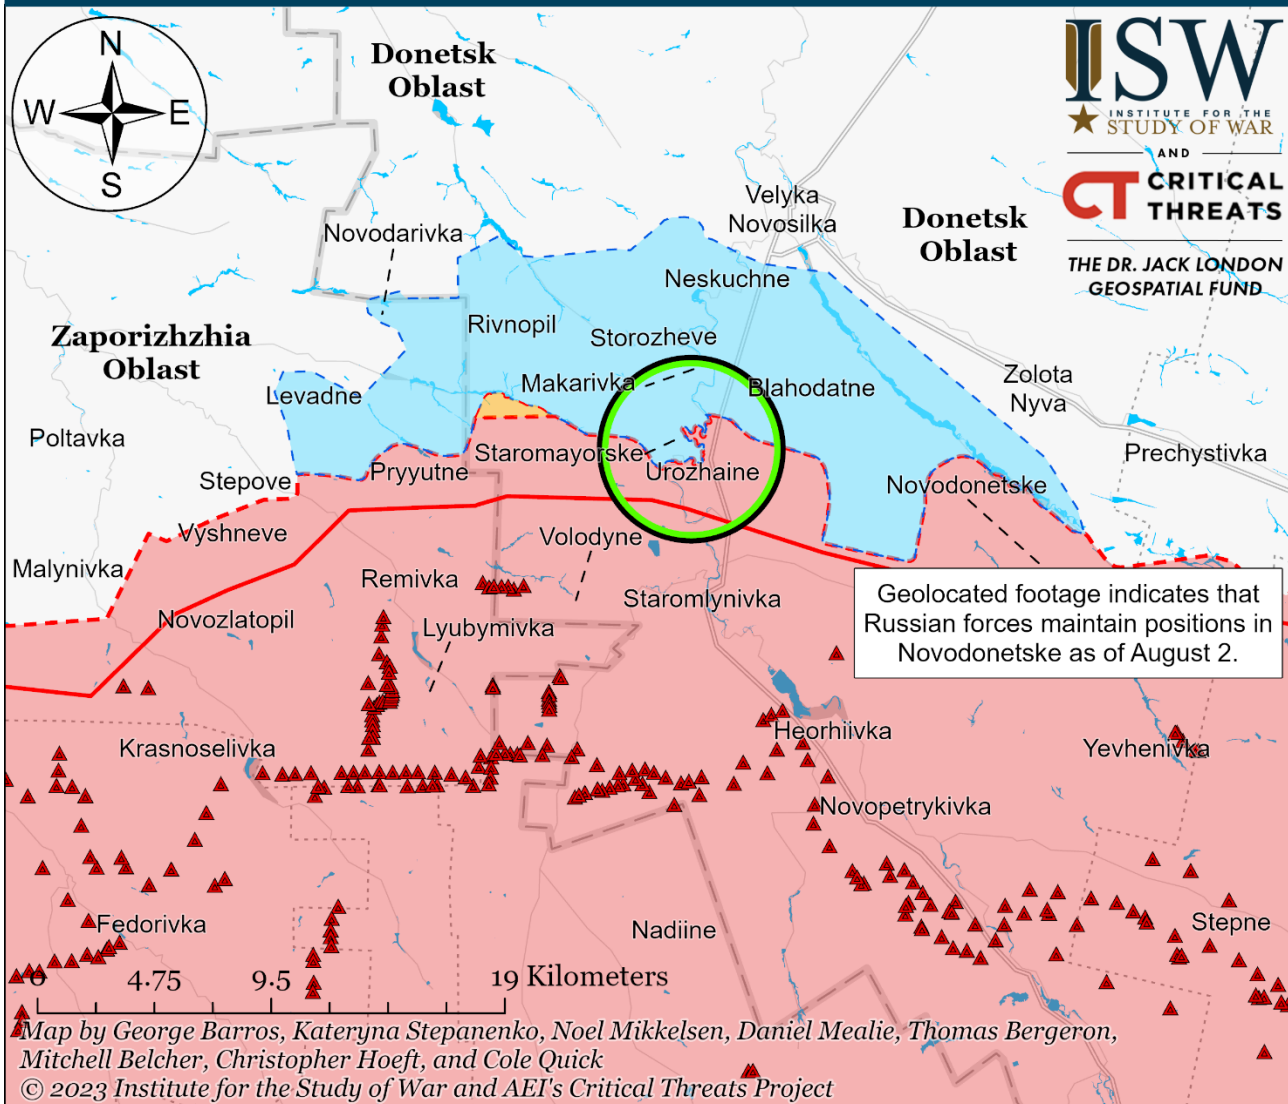 N
W
E
S
Donetsk
Oblast
ISW
INSTITUTE FOR THE
STUDY OF WAR
AND
CT CRITICAL
THREATS
THE DR. JACK LONDON
GEOSPATIAL FUND
Velyka
Novosilka
Donetsk
Oblast
Novodarivka
Neskuchne
Rivnopil
Storozheve
Zaporizhzhia
Oblast
Makarivka
Blahodatne
Zolota
Nyva
Levadne
Poltavka
Staromayorske
Prechystivka
Pryyutne
Urozhaine
Stepove
Novodonetske
Vyshneve
Volodyne
Malynivka
Remivka
Staromlynivka
Geolocated footage indicates that
Russian forces maintain positions in
Novodonetske as of August 2.
Novozlatopil
Lyubymivka
Heorhiivka
Krasnoselivka
Yevhenivka
Novopetrykivka
Fedorivka
Nadiine
Stepne
0 4.75 9.5 19 Kilometers
Map by George Barros, Kateryna Stepanenko, Noel Mikkelsen, Daniel Mealie, Thomas Bergeron,
Mitchell Belcher, Christopher Hoeft, and Cole Quick
© 2023 Institute for the Study of War and AEI's Critical Threats Project